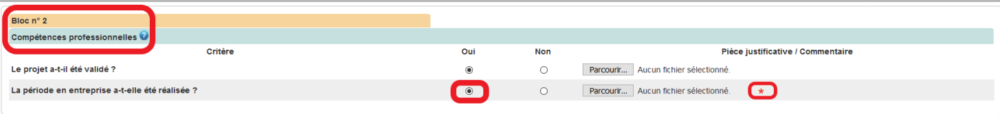 Bloc n° 2
Compétences professionnelles ?
Critère Oui Non Pièce justificative / Commentaire
Le projet a-t-il été validé ? Parcourir... Aucun fichier sélectionné.
La période en entreprise a-t-elle été réalisée ? Parcourir... Aucun fichier sélectionné. *